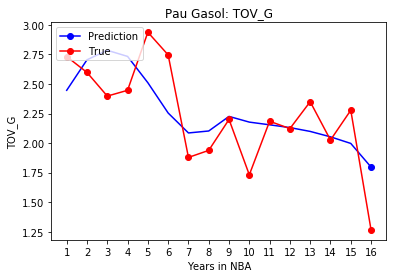 Pau Gasol: TOV_G
Prediction
True
TOV_G
3.00
2.75
2.50
2.25
2.00
1.75
1.50
1.25
1 2 3 4 5 6 7 8 9 10 11 12 13 14 15 16
Years in NBA